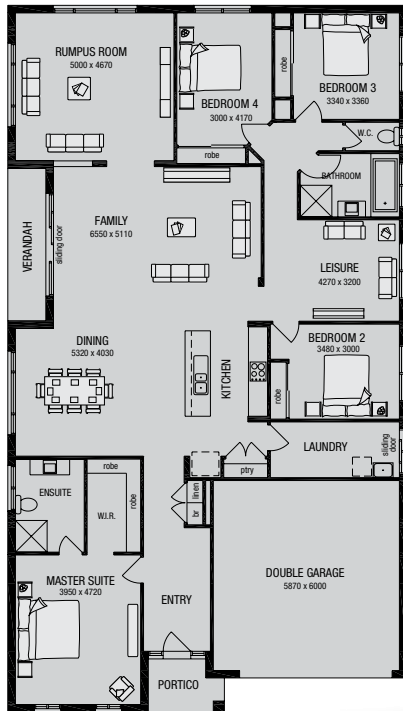 RUMPUS ROOM
5000 x 4670
BEDROOM 4
3000 x 4170
robe
robe
BEDROOM 3
3340 x 3360
W.C.
BATHROOM
VERANDAH
sliding door
FAMILY
6550 x 5110
LEISURE
4270 x 3200
DINING
5320 x 4030
KITCHEN
BEDROOM 2
3480 x 3000
robe
LAUNDRY
sliding
door
ptry
ENSUITE
robe
robe
W.I.R.
linen
br
MASTER SUITE
3950 x 4720
ENTRY
DOUBLE GARAGE
5870 x 6000
PORTICO